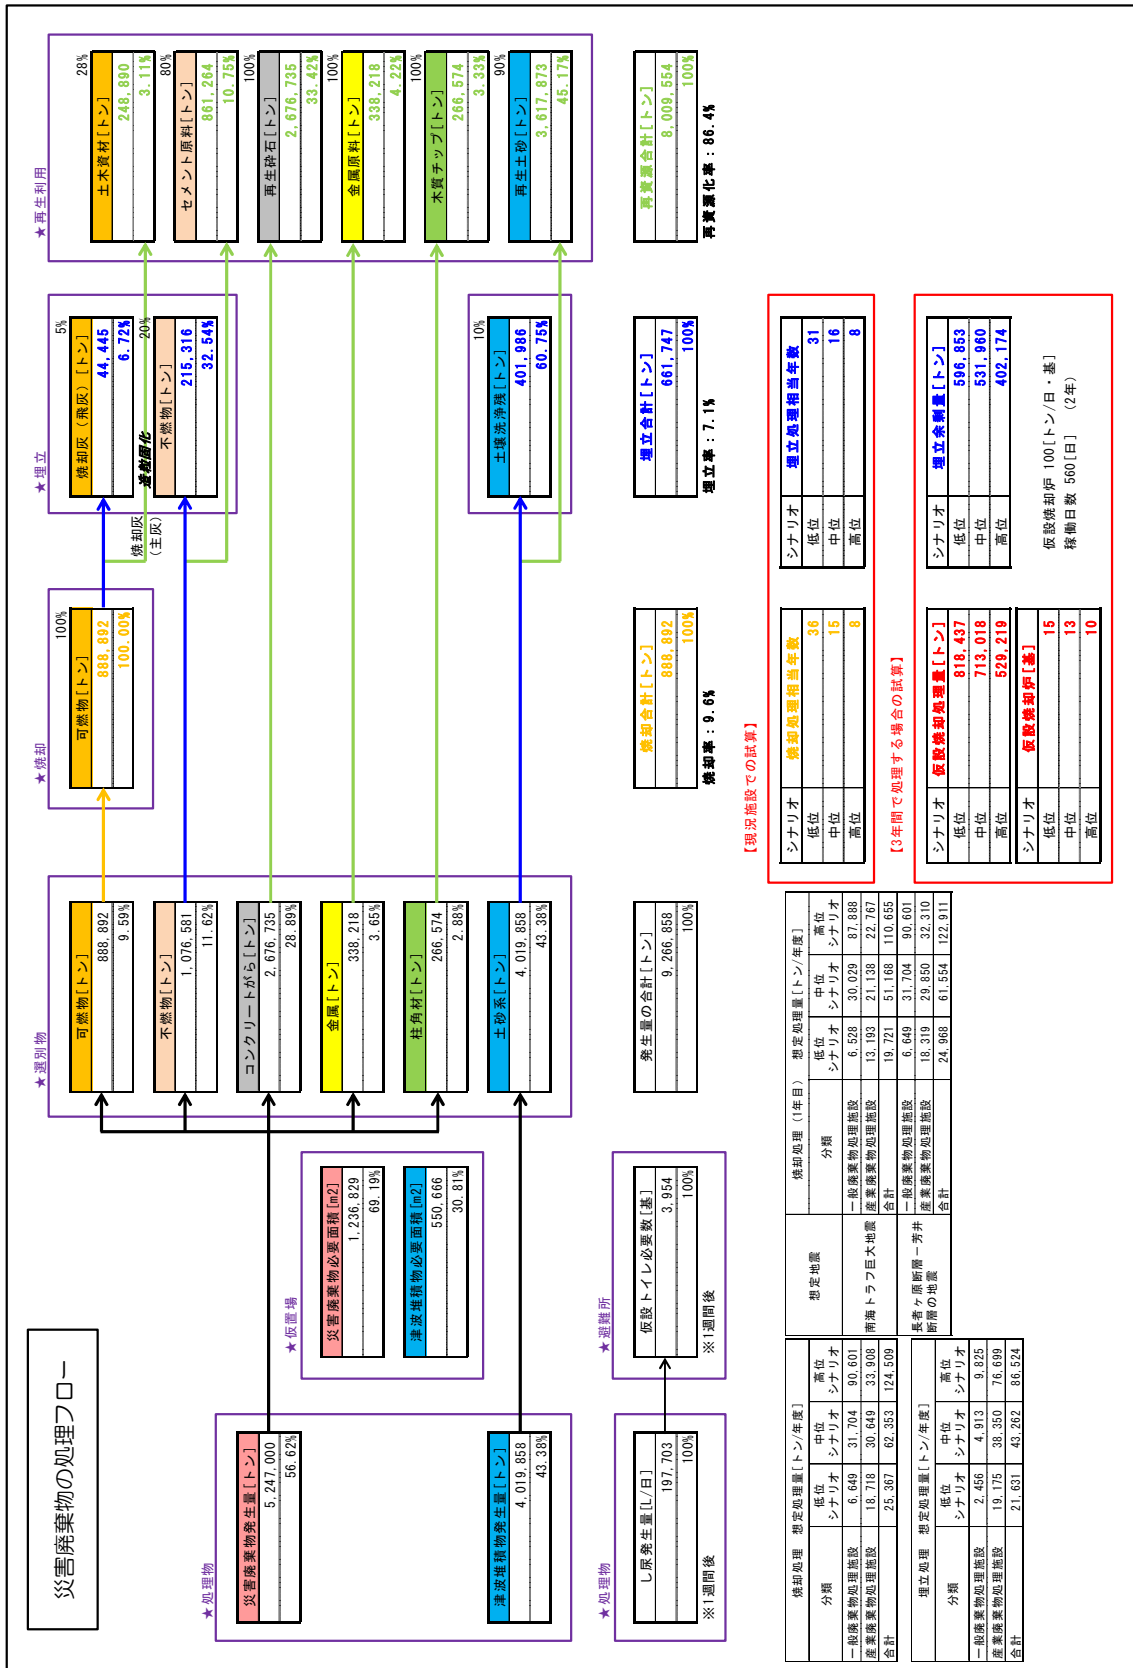 災害廃棄物の処理フロー
★処理物
災害廃棄物発生量[トン]
5,247,000
56.62%
津波堆積物発生量[トン]
4,019,858
43.38%
★処理物
し尿発生量[L/日]
197,703
100%
※1週間後
★仮置場
災害廃棄物必要面積[m2]
1,236,829
69.19%
津波堆積物必要面積[m2]
550,666
30.81%
★避難所
仮設トイレ必要数[基]
3,954
100%
※1週間後
★選別物
可燃物[トン]
888,892
9.59%
不燃物[トン]
1,076,581
11.62%
コンクリートがら[トン]
2,676,735
28.89%
金属[トン]
338,218
3.65%
柱角材[トン]
266,574
2.88%
土砂系[トン]
4,019,858
43.38%
発生量の合計[トン]
9,266,858
100%
★焼却
100%
可燃物[トン]
888,892
100.00%
焼却合計[トン]
888,892
100%
焼却率：9.6%
★埋立
5%
焼却灰（飛灰）[トン]
44,445
6.72%
焼却灰
（主灰）
造粒固化
20%
不燃物[トン]
215,316
32.54%
10%
土壌洗浄残[トン]
401,986
60.75%
埋立合計[トン]
661,747
100%
埋立率：7.1%
★再生利用
28%
土木資材[トン]
248,890
3.11%
80%
セメント原料[トン]
861,264
10.75%
100%
再生砕石[トン]
2,676,735
33.42%
100%
金属原料[トン]
338,218
4.22%
100%
木質チップ[トン]
266,574
3.33%
90%
再生土砂[トン]
3,617,873
45.17%
再資源合計[トン]
8,009,554
100%
再資源化率：86.4%
焼却処理　想定処理量[トン/年度]
分類 低位シナリオ 中位シナリオ 高位シナリオ
一般廃棄物処理施設 6,649 31,704 90,601
産業廃棄物処理施設 18,718 30,649 33,908
合計 25,367 62,353 124,509
埋立処理　想定処理量[トン/年度]
分類 低位シナリオ 中位シナリオ 高位シナリオ
一般廃棄物処理施設 2,456 4,913 9,825
産業廃棄物処理施設 19,175 38,350 76,699
合計 21,631 43,262 86,524
想定地震 焼却処理（1年目）　想定処理量[トン/年度]
分類 低位シナリオ 中位シナリオ 高位シナリオ
南海トラフ巨大地震
一般廃棄物処理施設 6,528 30,029 87,888
産業廃棄物処理施設 13,193 21,138 22,767
合計 19,721 51,168 110,655
長者ヶ原断層－芳井断層の地震
一般廃棄物処理施設 6,649 31,704 90,601
産業廃棄物処理施設 18,319 29,850 32,310
合計 24,968 61,554 122,911
【現況施設での試算】
シナリオ 焼却処理相当年数
低位 36
中位 15
高位 8
シナリオ 埋立処理相当年数
低位 31
中位 16
高位 8
【3年間で処理する場合の試算】
シナリオ 仮設焼却処理量[トン]
低位 818,437
中位 713,018
高位 529,219
シナリオ 仮設焼却炉[基]
低位 15
中位 13
高位 10
シナリオ 埋立余剰量[トン]
低位 596,853
中位 531,960
高位 402,174
仮設焼却炉 100[トン/日・基]
稼働日数 560[日]　（2年）